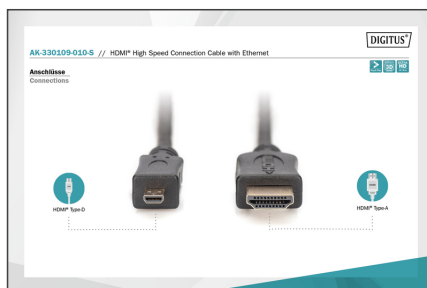 DIGITUS®
AK-330109-010-S // HDMI® High Speed Connection Cable with Ethernet
Anschlüsse
Connections
HDMI® Type-D
HDMI® Type-A